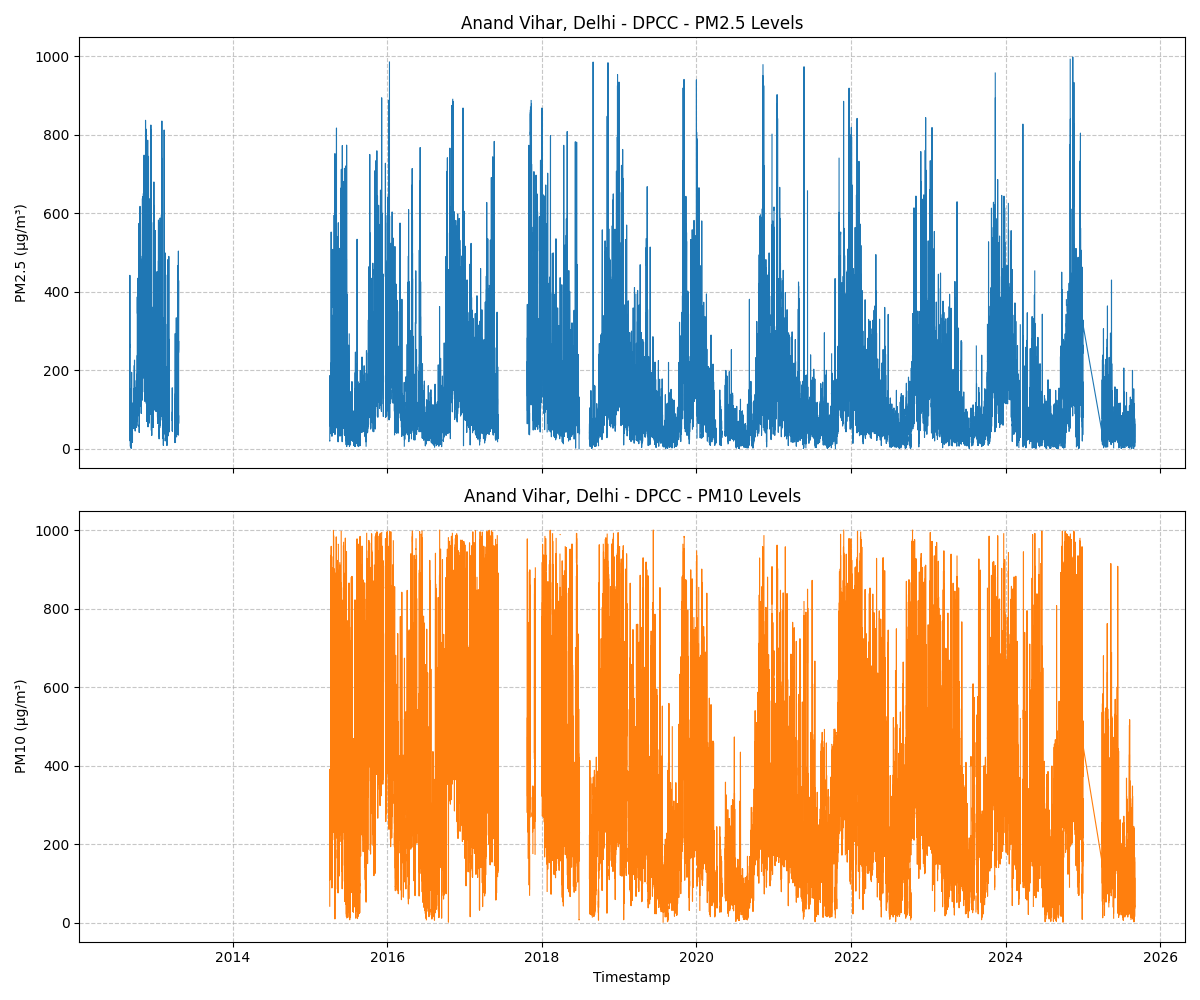 Anand Vihar, Delhi - DPCC - PM2.5 Levels
1000
800
600
400
200
0
PM2.5 (µg/m³)
Anand Vihar, Delhi - DPCC - PM10 Levels
1000
800
600
400
200
0
PM10 (µg/m³)
2014 2016 2018 2020 2022 2024 2026
Timestamp